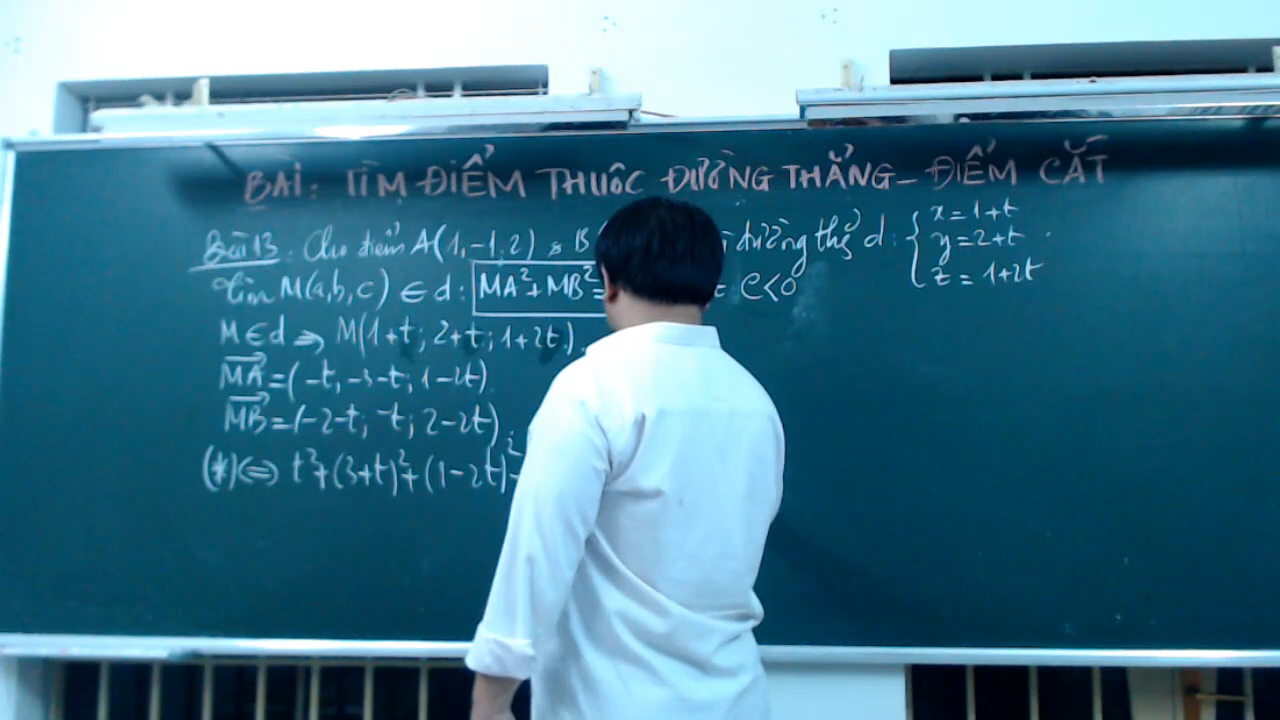 BÀI: TÌM ĐIỂM THUỘC ĐƯỜNG THẲNG - ĐIỂM CẮT
Bài 13. Cho điểm A(1,-1,2) & B đường thẳng d: { x=1+t
y=2+t
z=1+2t
Tìm M(a,b,c) ∈ d: MA²+MB²= C<0
M∈d ⇒ M(1+t; 2+t; 1+2t).
MA=(-t, -3-t; 1-2t)
MB=(-2-t; -t; 2-2t)
(*)⇔ t²+(3+t)²+(1-2t)²